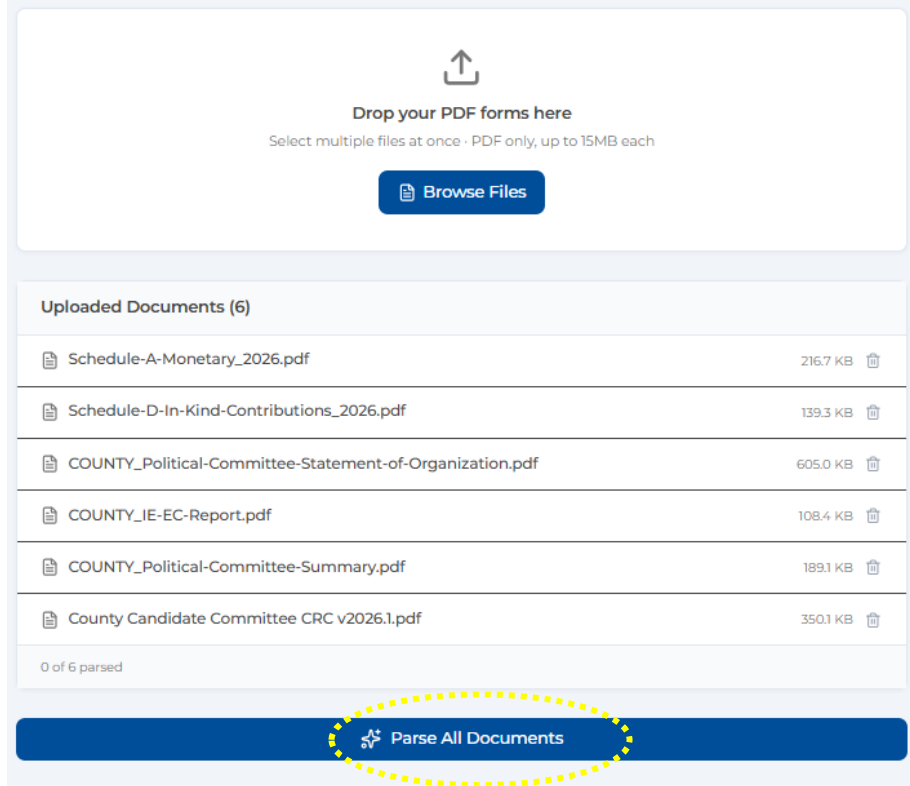 Drop your PDF forms here
Select multiple files at once · PDF only, up to 15MB each
Browse Files
Uploaded Documents (6)
Schedule-A-Monetary_2026.pdf 216.7 KB
Schedule-D-In-Kind-Contributions_2026.pdf 139.3 KB
COUNTY_Political-Committee-Statement-of-Organization.pdf 605.0 KB
COUNTY_IE-EC-Report.pdf 108.4 KB
COUNTY_Political-Committee-Summary.pdf 189.1 KB
County Candidate Committee CRC v2026.1.pdf 350.1 KB
0 of 6 parsed
Parse All Documents